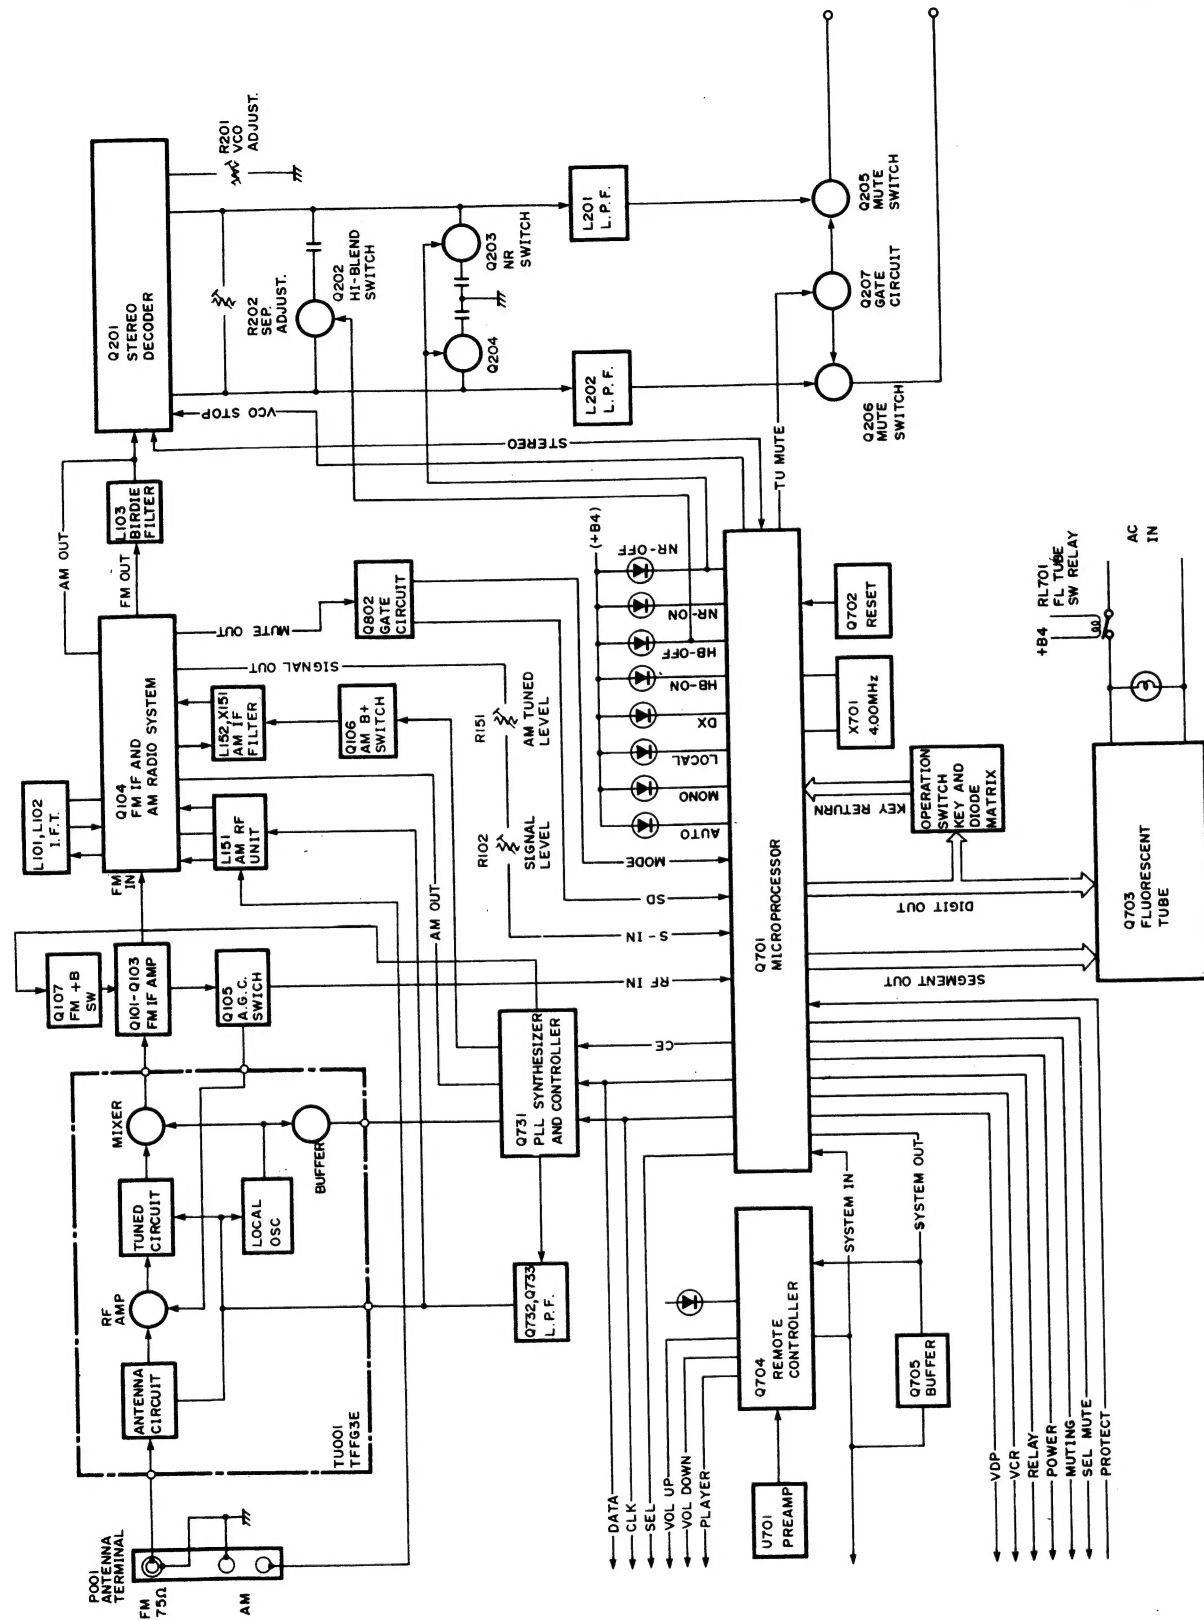 P001
ANTENNA
TERMINAL
FM
75Ω
AM
ANTENNA
CIRCUIT
RF
AMP
TUNED
CIRCUIT
MIXER
LOCAL
OSC
BUFFER
TU001
TFFG3E
Q107
FM +B
SW
Q101-Q103
FM IF AMP
Q105
A.G.C.
SWICH
L101,L102
I.F.T.
FM
IN
Q104
FM IF AND
AM RADIO SYSTEM
L151
AM RF
UNIT
L152,X151
AM IF
FILTER
Q106
AM B+
SWITCH
AM OUT
FM OUT
L103
BIRDIE
FILTER
MUTE OUT
SIGNAL OUT
Q802
GATE
CIRCUIT
R151
AM TUNED
LEVEL
R102
SIGNAL
LEVEL
AM OUT
Q201
STEREO
DECODER
R201
VCO
ADJUST.
R202
SEP.
ADJUST.
Q202
HI-BLEND
SWITCH
Q203
NR
SWITCH
Q204
VCO STOP
STEREO
L201
L.P.F.
L202
L.P.F.
Q205
MUTE
SWITCH
Q207
GATE
CIRCUIT
Q206
MUTE
SWITCH
TU MUTE
Q731
PLL SYNTHESIZER
AND CONTROLLER
Q732,Q733
L.P.F.
CE
RF IN
S-IN
SD
MODE
AUTO
MONO
LOCAL
DX
HB-ON
HB-OFF
NR-ON
NR-OFF
(+B4)
Q701
MICROPROCESSOR
Q702
RESET
X701
4.00MHz
OPERATION
SWITCH
KEY AND
DIODE
MATRIX
KEY RETURN
DIGIT OUT
SEGMENT OUT
Q703
FLUORESCENT
TUBE
+B4
RL701
FL TUBE
SW RELAY
AC
IN
Q704
REMOTE
CONTROLLER
U701
PREAMP
Q705
BUFFER
SYSTEM IN
SYSTEM OUT
DATA
CLK
SEL
VOL UP
VOL DOWN
PLAYER
VDP
VCR
RELAY
POWER
MUTING
SEL MUTE
PROTECT